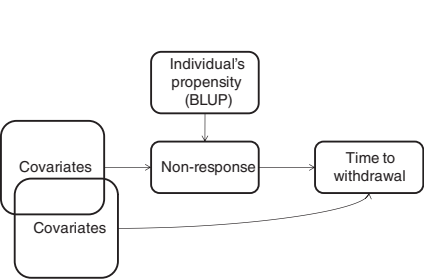 Individual's
propensity
(BLUP)
Covariates
Non-response
Time to
withdrawal
Covariates